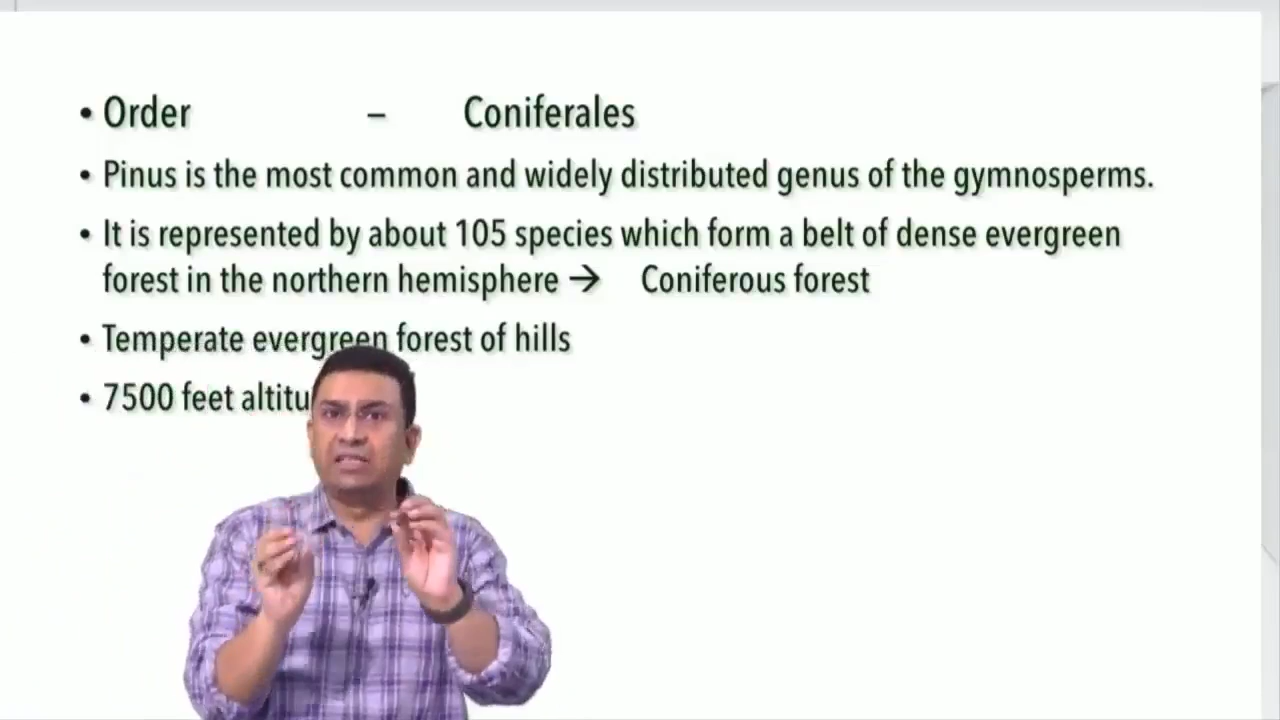 • Order – Coniferales
• Pinus is the most common and widely distributed genus of the gymnosperms.
• It is represented by about 105 species which form a belt of dense evergreen
forest in the northern hemisphere → Coniferous forest
• Temperate evergreen forest of hills
• 7500 feet